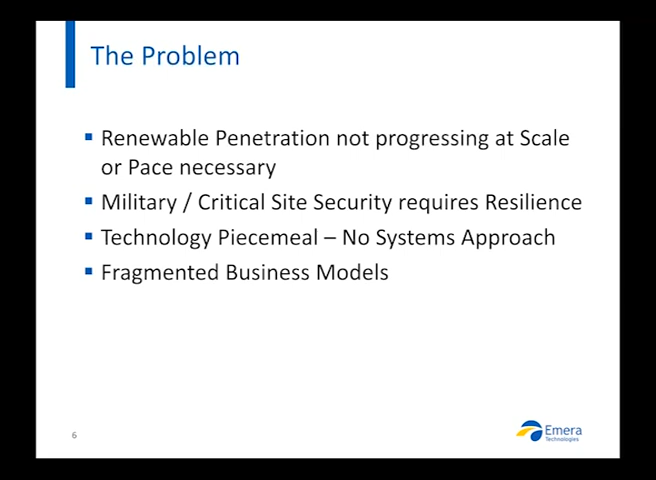 The Problem
Renewable Penetration not progressing at Scale
or Pace necessary
Military / Critical Site Security requires Resilience
Technology Piecemeal – No Systems Approach
Fragmented Business Models
6
Emera
Technologies